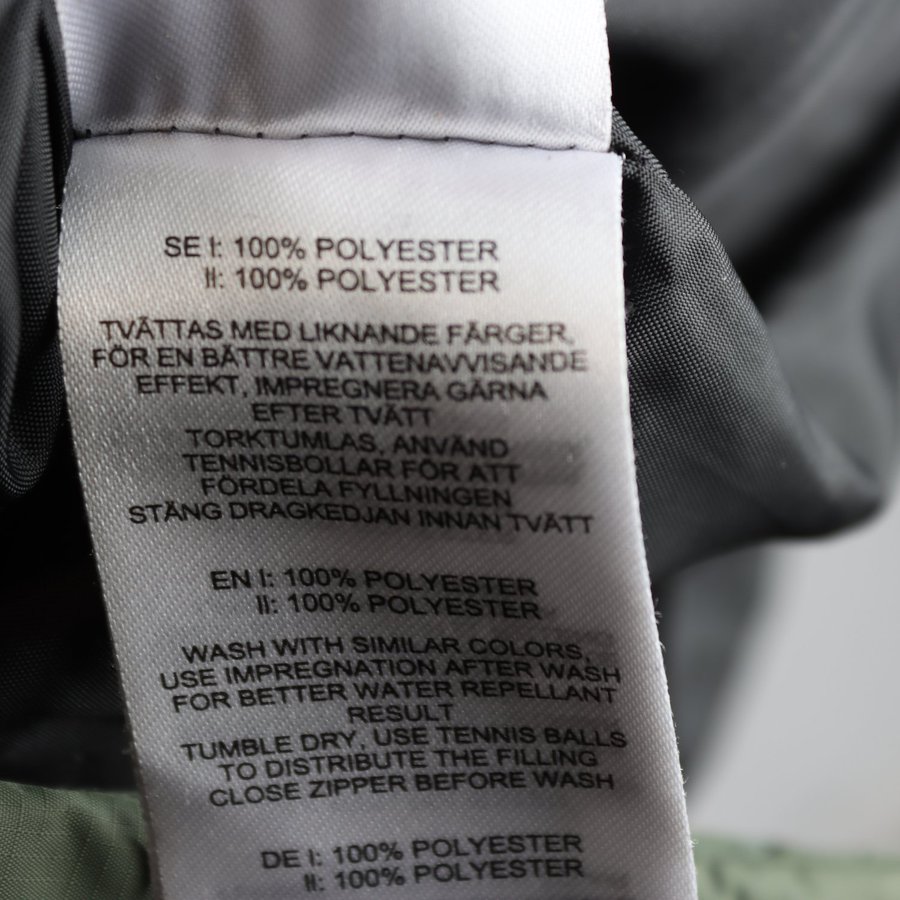 SE I: 100% POLYESTER
II: 100% POLYESTER
TVÄTTAS MED LIKNANDE FÄRGER,
FÖR EN BÄTTRE VATTENAVVISANDE
EFFEKT, IMPREGNERA GÄRNA
EFTER TVÄTT
TORKTUMLAS, ANVÄND
TENNISBOLLAR FÖR ATT
FÖRDELA FYLLNINGEN
STÄNG DRAGKEDJAN INNAN TVÄTT
EN I: 100% POLYESTER
II: 100% POLYESTER
WASH WITH SIMILAR COLORS,
USE IMPREGNATION AFTER WASH
FOR BETTER WATER REPELLANT
RESULT
TUMBLE DRY, USE TENNIS BALLS
TO DISTRIBUTE THE FILLING
CLOSE ZIPPER BEFORE WASH
DE I: 100% POLYESTER
II: 100% POLYESTER